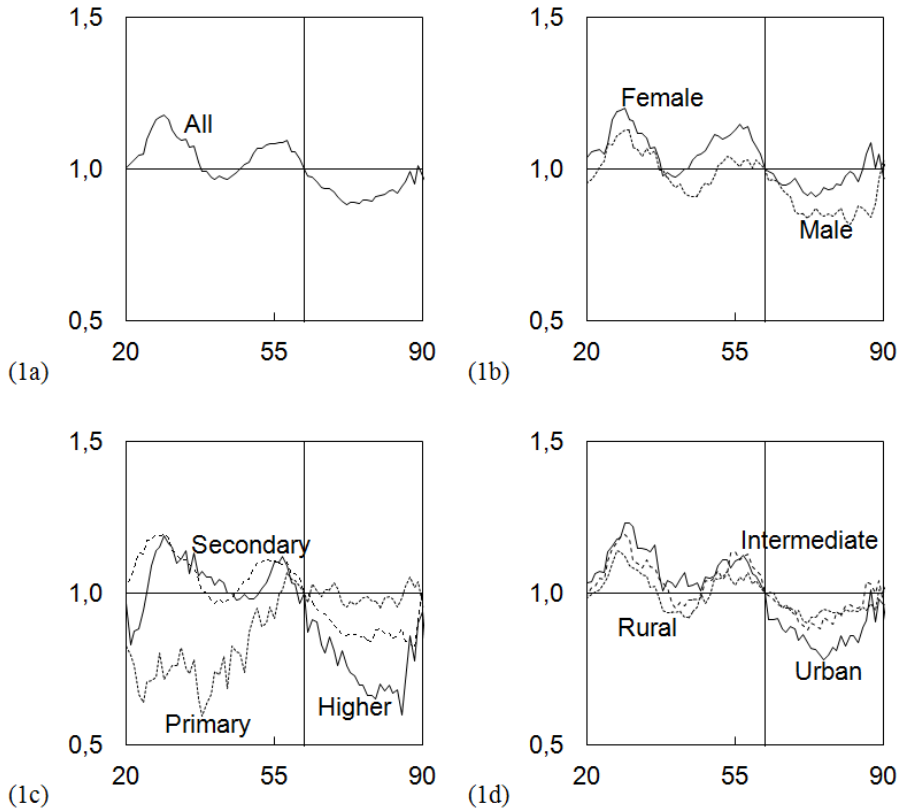 1,5
1,5
All
Female
1,0
1,0
Male
0,5
0,5
20
55
90
20
55
90
(1a)
(1b)
1,5
1,5
Secondary
Intermediate
1,0
1,0
Rural
Primary
Higher
Urban
0,5
0,5
20
55
90
20
55
90
(1c)
(1d)